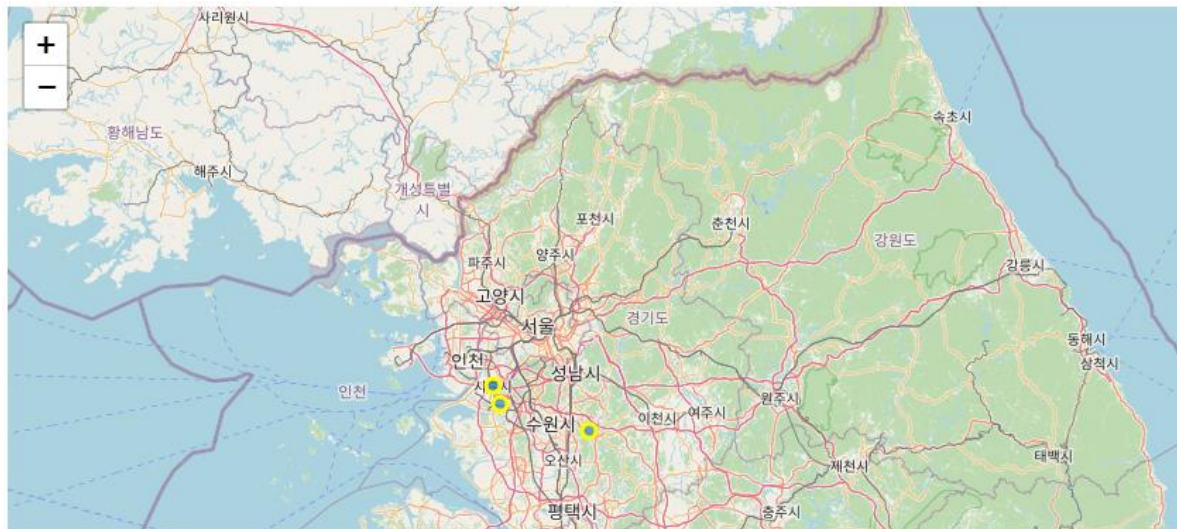 사리원시
+
−
속초시
황해남도
해주시
개성특별
시
포천시
춘천시
강원도
양주시
파주시
강릉시
고양시
경기도
서울
동해시
인천
삼척시
성남시
인천
원주시
여주시
이천시
수원시
태백시
오산시
제천시
평택시
충주시